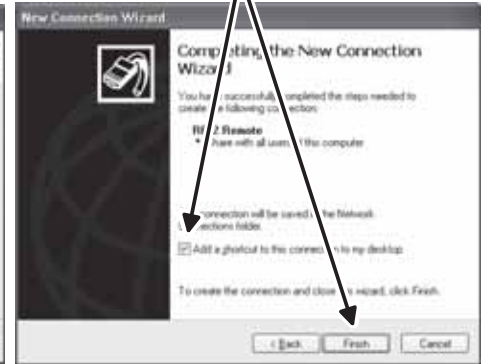 New Connection Wizard
Completing the New Connection
Wizard
You have successfully completed the steps needed to
create the following connection:
Remote
* Share with all users of this computer
connection will be saved in the Network
Connections folder.
Add a shortcut to this connection to my desktop
To create the connection and close this wizard, click Finish.
< Back
Finish
Cancel